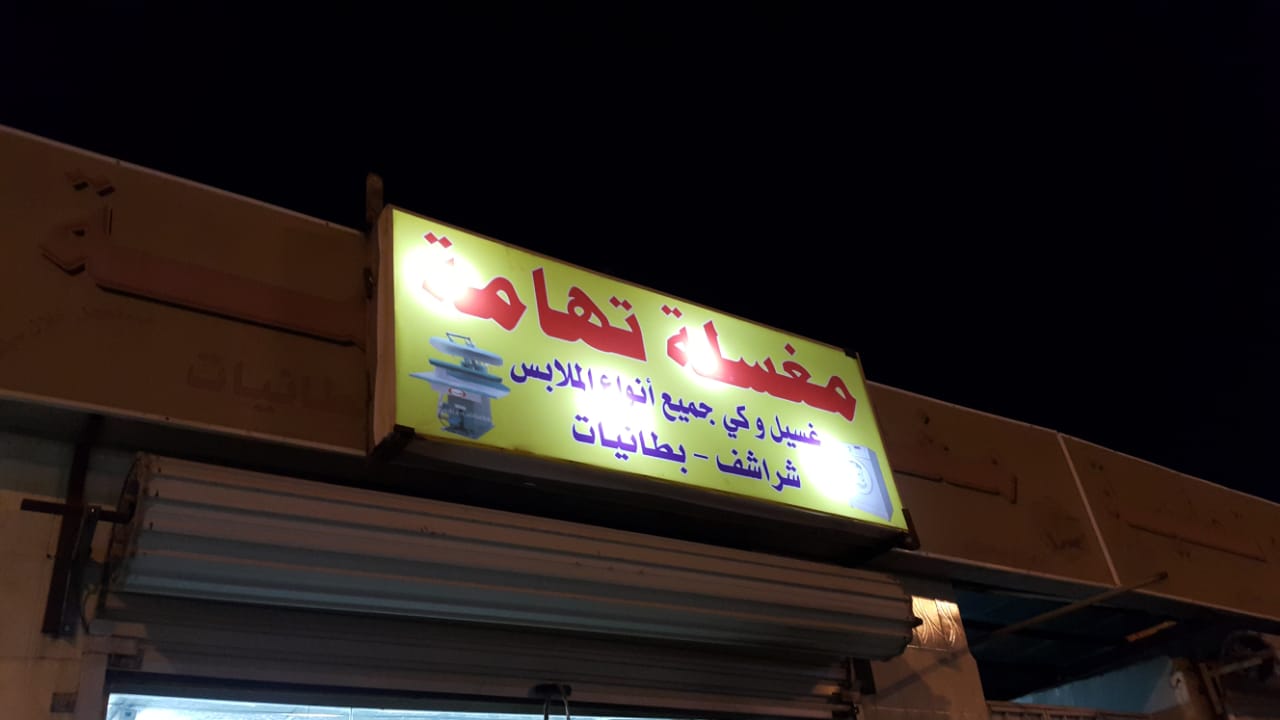 مغسلة تهامة
غسيل و كي جميع أنواع الملابس
شراشف - بطانيات